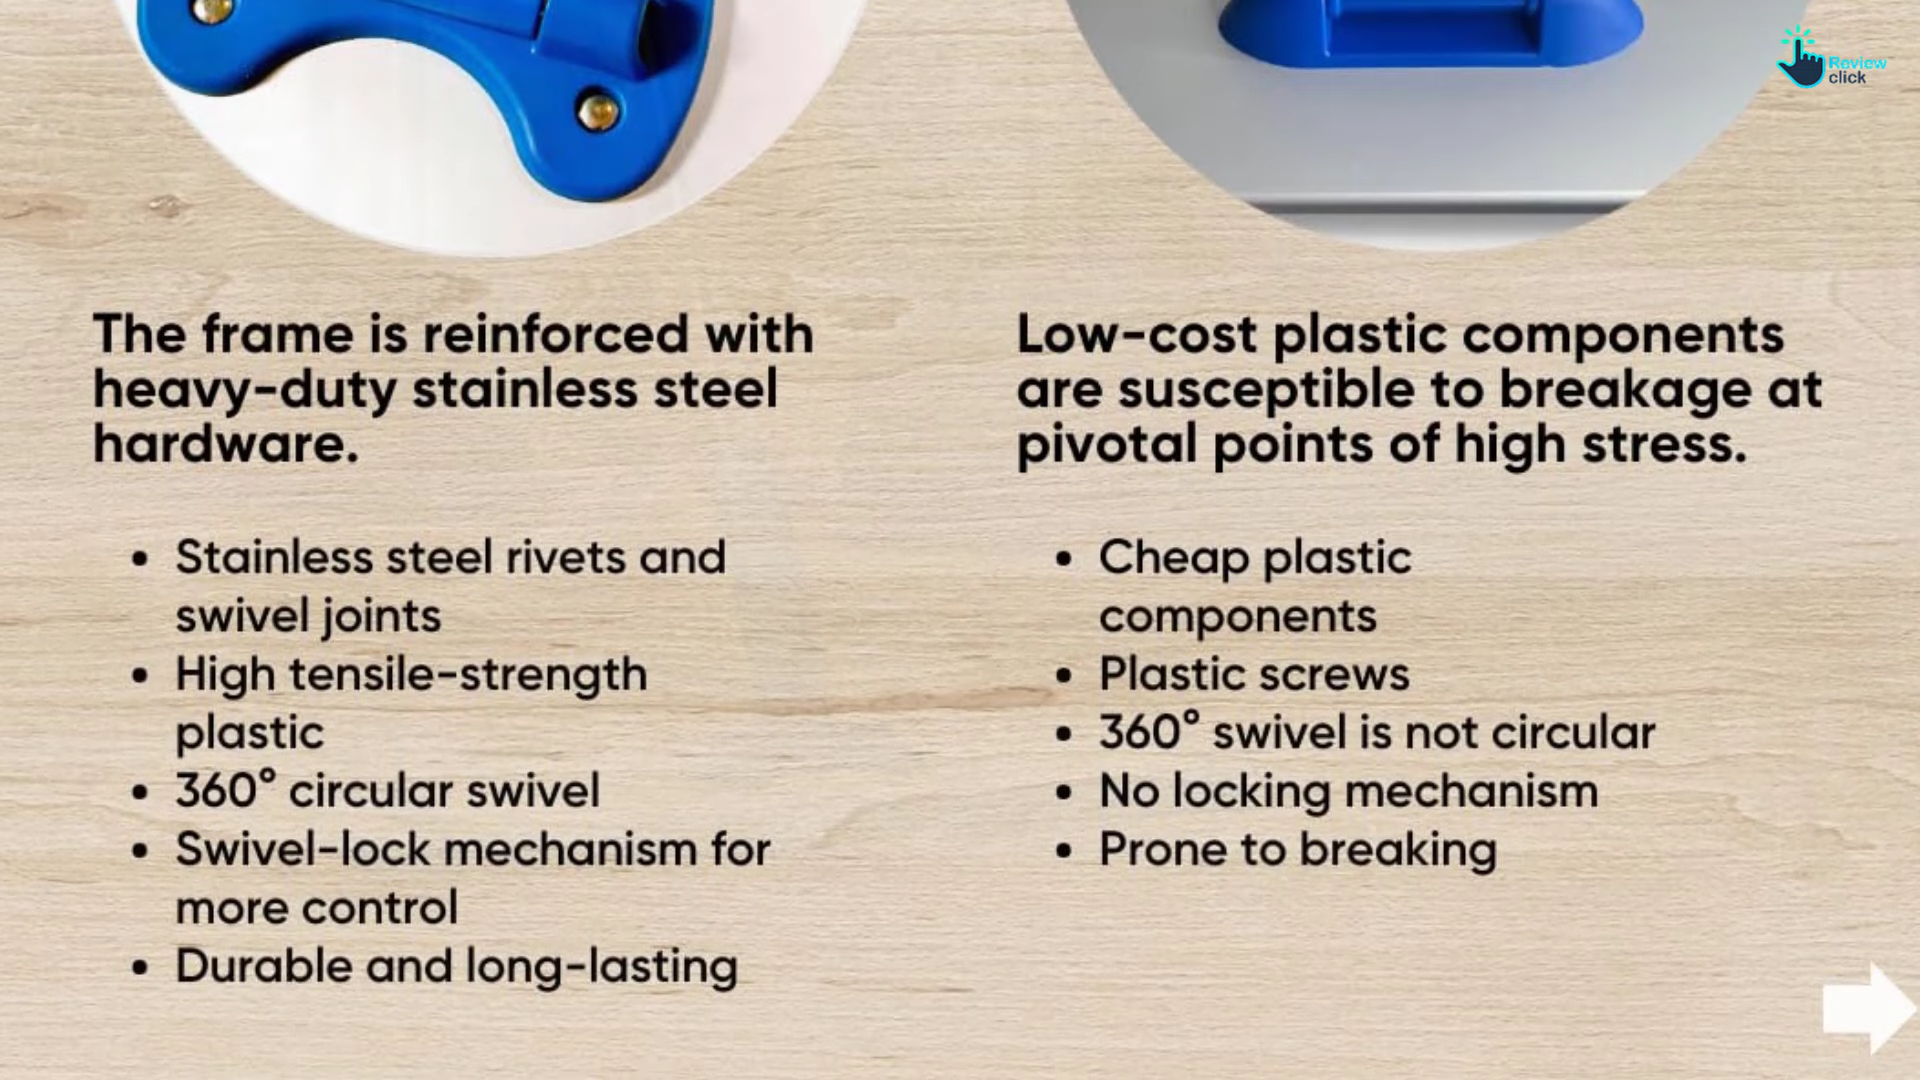 Review
click
The frame is reinforced with
heavy-duty stainless steel
hardware.
• Stainless steel rivets and
swivel joints
• High tensile-strength
plastic
• 360° circular swivel
• Swivel-lock mechanism for
more control
• Durable and long-lasting
Low-cost plastic components
are susceptible to breakage at
pivotal points of high stress.
• Cheap plastic
components
• Plastic screws
• 360° swivel is not circular
• No locking mechanism
• Prone to breaking